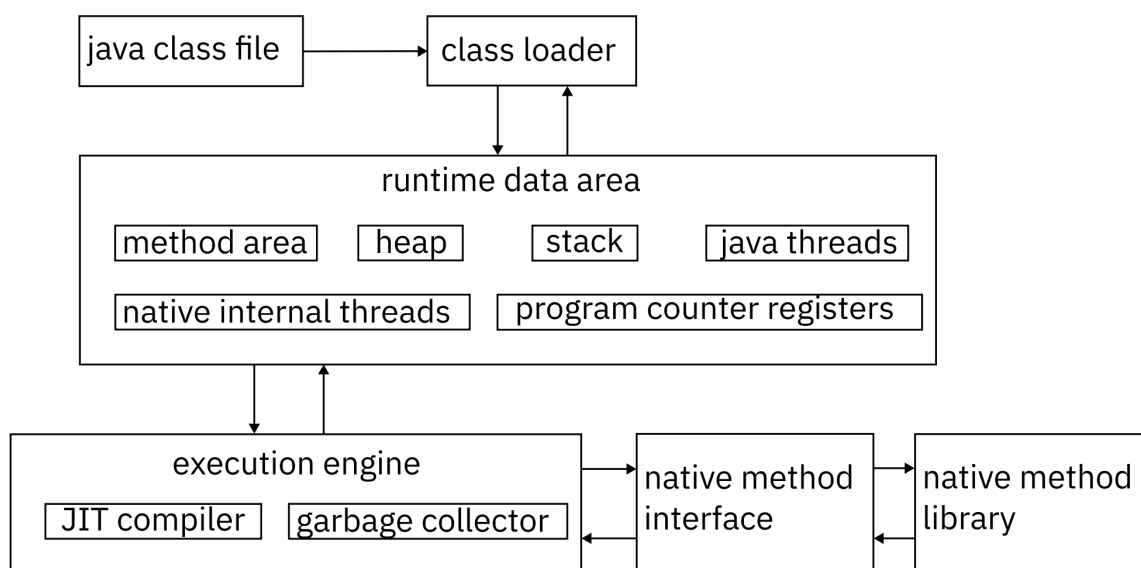 java class file
class loader
runtime data area
method area
heap
stack
java threads
native internal threads
program counter registers
execution engine
JIT compiler
garbage collector
native method
interface
native method
library